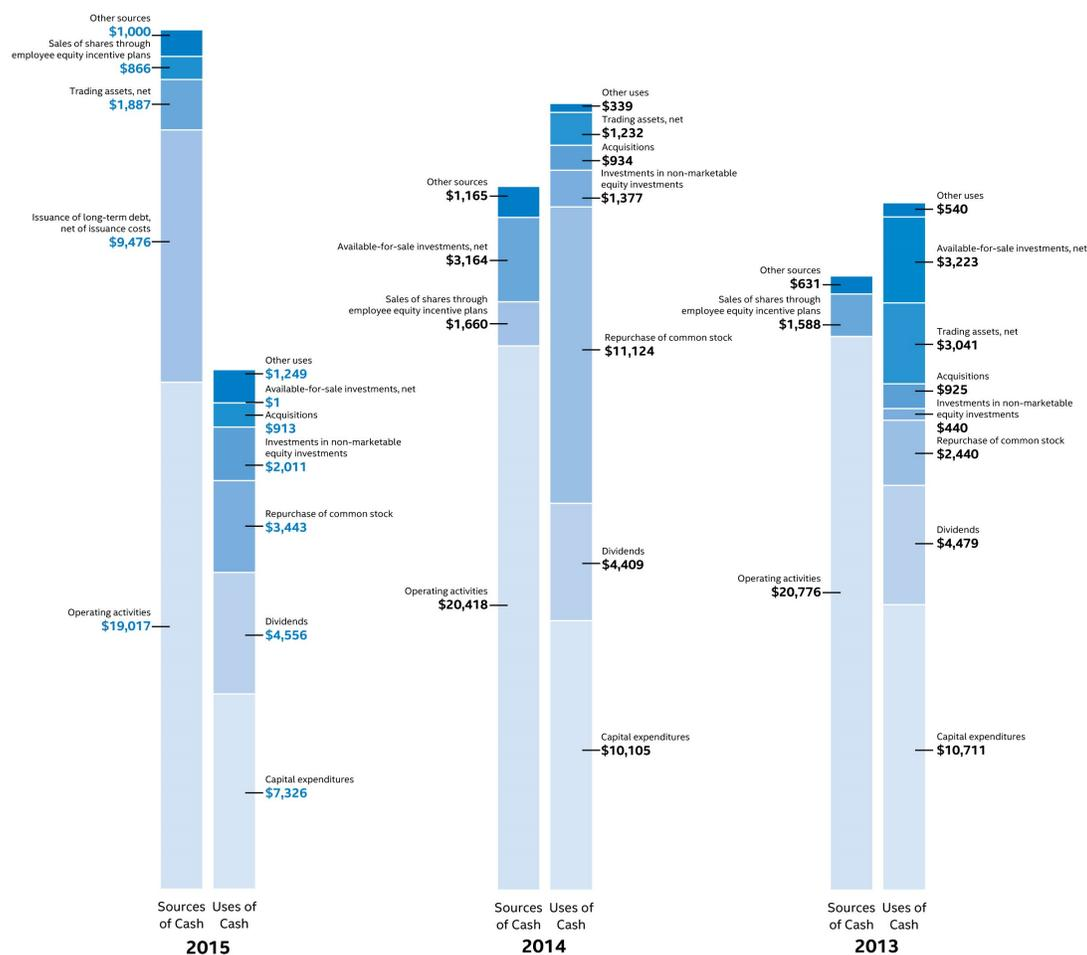 Other sources
$1,000
Sales of shares through
employee equity incentive plans
$866
Trading assets, net
$1,887
Issuance of long-term debt,
net of issuance costs
$9,476
Operating activities
$19,017
Other uses
$1,249
Available-for-sale investments, net
$1
Acquisitions
$913
Investments in non-marketable
equity investments
$2,011
Repurchase of common stock
$3,443
Dividends
$4,556
Capital expenditures
$7,326
Sources
of Cash
Uses of
Cash
2015
Other sources
$1,165
Available-for-sale investments, net
$3,164
Sales of shares through
employee equity incentive plans
$1,660
Operating activities
$20,418
Other uses
$339
Trading assets, net
$1,232
Acquisitions
$934
Investments in non-marketable
equity investments
$1,377
Repurchase of common stock
$11,124
Dividends
$4,409
Capital expenditures
$10,105
Sources
of Cash
Uses of
Cash
2014
Other sources
$631
Sales of shares through
employee equity incentive plans
$1,588
Operating activities
$20,776
Other uses
$540
Available-for-sale investments, net
$3,223
Trading assets, net
$3,041
Acquisitions
$925
Investments in non-marketable
equity investments
$440
Repurchase of common stock
$2,440
Dividends
$4,479
Capital expenditures
$10,711
Sources
of Cash
Uses of
Cash
2013